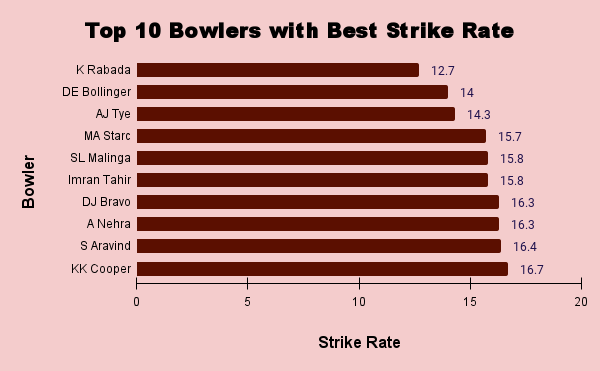 Top 10 Bowlers with Best Strike Rate
K Rabada 12.7
DE Bollinger 14
AJ Tye 14.3
MA Starc 15.7
SL Malinga 15.8
Imran Tahir 15.8
DJ Bravo 16.3
A Nehra 16.3
S Aravind 16.4
KK Cooper 16.7
Bowler
0 5 10 15 20
Strike Rate